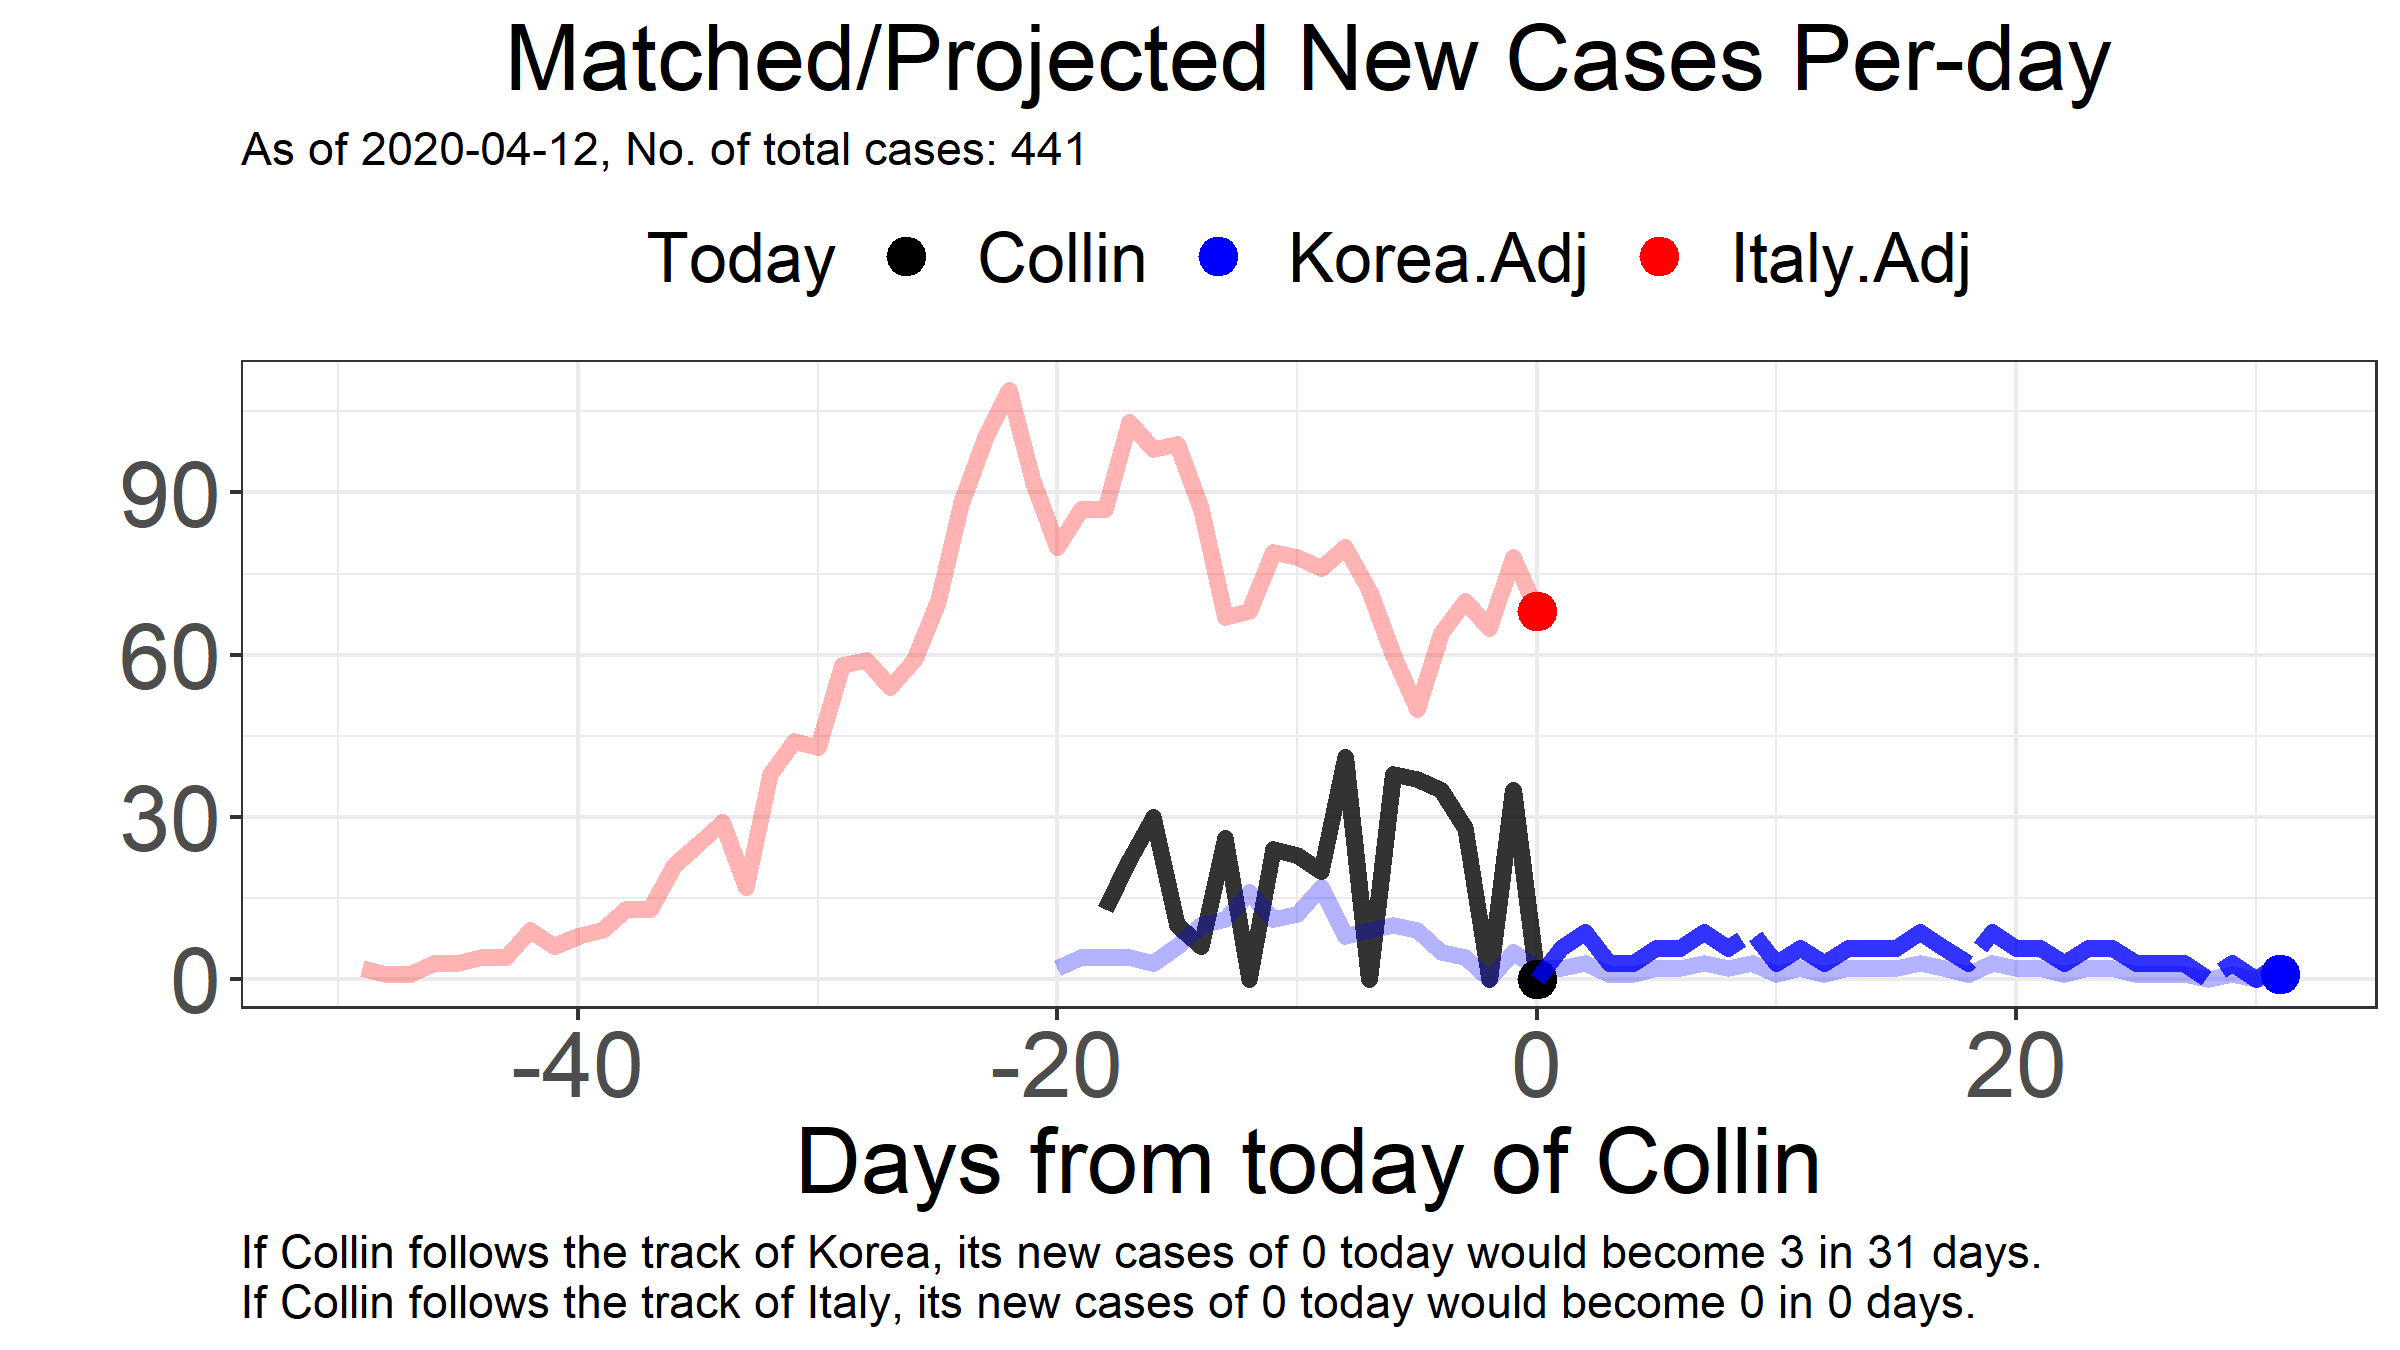 Matched/Projected New Cases Per-day
As of 2020-04-12, No. of total cases: 441
Today Collin Korea.Adj Italy.Adj
90
60
30
0
-40 -20 0 20
Days from today of Collin
If Collin follows the track of Korea, its new cases of 0 today would become 3 in 31 days.
If Collin follows the track of Italy, its new cases of 0 today would become 0 in 0 days.